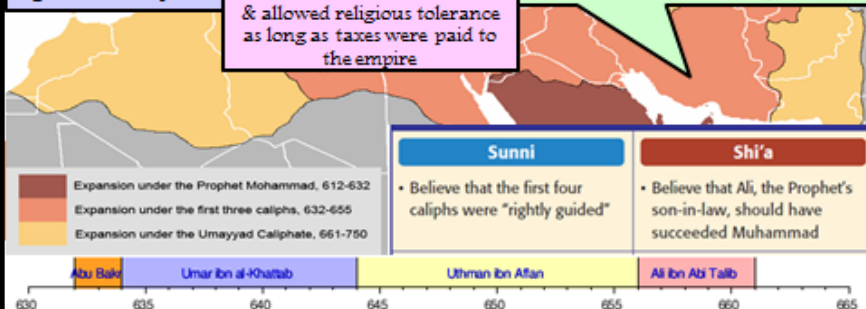 & allowed religious tolerance
as long as taxes were paid to
the empire
Expansion under the Prophet Mohammad, 612-632
Expansion under the first three caliphs, 632-655
Expansion under the Umayyad Caliphate, 661-750
Sunni
• Believe that the first four
caliphs were "rightly guided"
Shi'a
• Believe that Ali, the Prophet's
son-in-law, should have
succeeded Muhammad
Abu Bakr Umar ibn al-Khattab Uthman ibn Affan Ali ibn Abi Talib
630 635 640 645 650 655 660 665